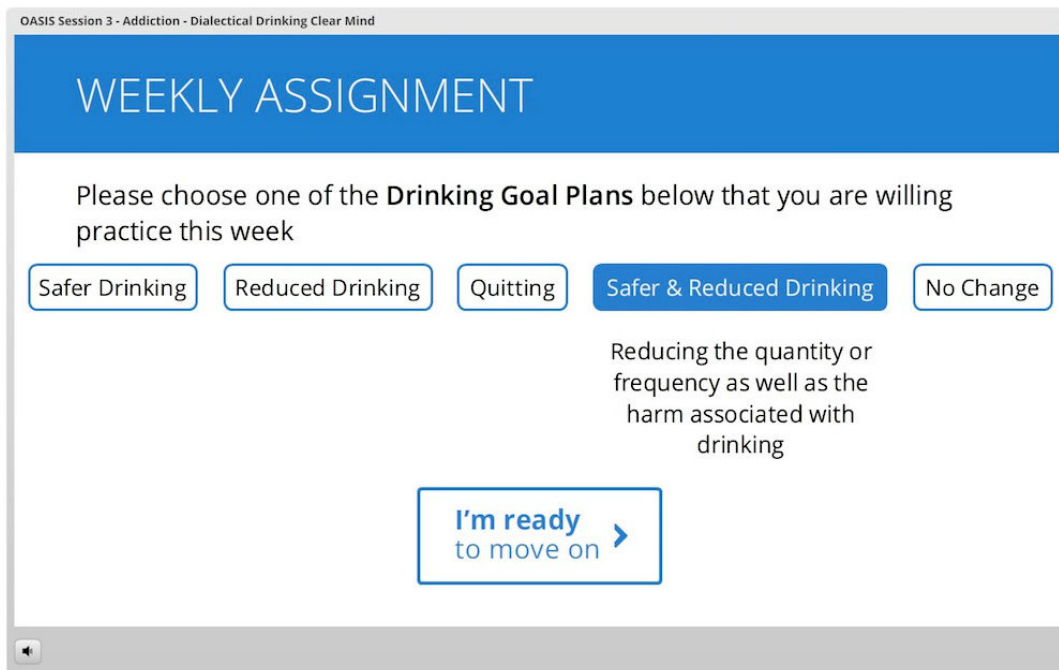 OASIS Session 3 - Addiction - Dialectical Drinking Clear Mind
WEEKLY ASSIGNMENT
Please choose one of the Drinking Goal Plans below that you are willing
practice this week
Safer Drinking
Reduced Drinking
Quitting
Safer & Reduced Drinking
No Change
Reducing the quantity or
frequency as well as the
harm associated with
drinking
I'm ready
to move on